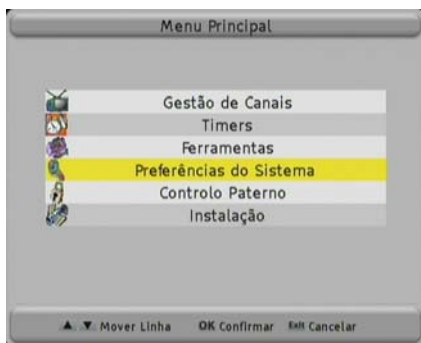 Menu Principal
Gestão de Canais
Timers
Ferramentas
Preferências do Sistema
Controlo Paterno
Instalação
▲ ▼ Mover Linha OK Confirmar Exit Cancelar